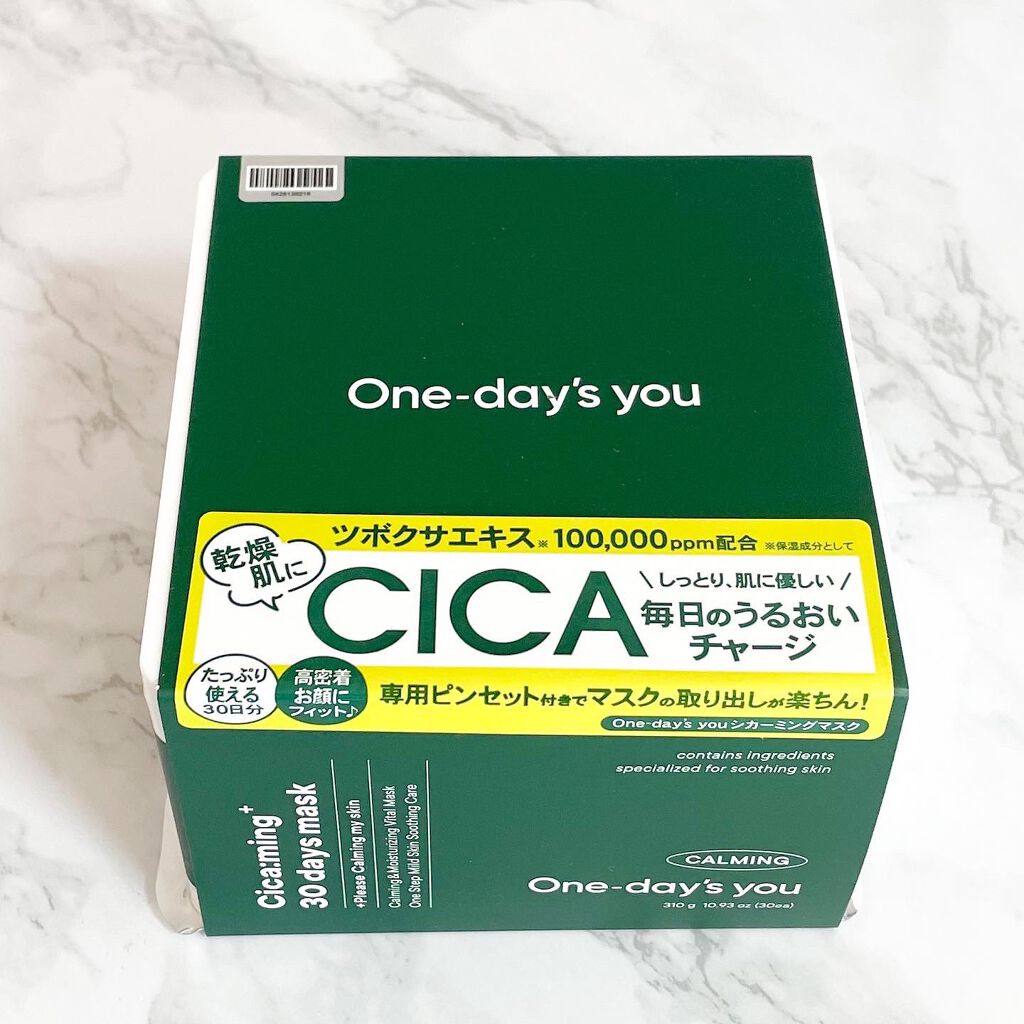 SK28130216
One-day's you
ツボクサエキス※ 100,000ppm配合 ※保湿成分として
乾燥
肌に
CICA
\ しっとり、肌に優しい /
毎日のうるおい
チャージ
たっぷり
使える
30日分
高密着
お顔に
フィット♪
専用ピンセット付きでマスクの取り出しが楽ちん!
One-day's youシカーミングマスク
contains ingredients
specialized for soothing skin
Cica:ming+
30 days mask
+Please Calming my skin
Calming&Moisturizing Vital Mask
One Step Mild Skin Soothing Care
CALMING
One-day's you
310 g 10.93 oz (30ea)